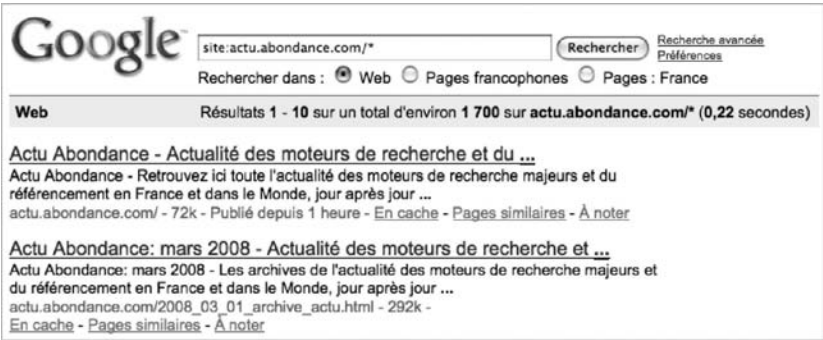 Google
site:actu.abondance.com/*
Rechercher
Recherche avancée
Préférences
Rechercher dans : Web Pages francophones Pages : France
Web Résultats 1 - 10 sur un total d'environ 1 700 sur actu.abondance.com/* (0,22 secondes)
Actu Abondance - Actualité des moteurs de recherche et du ...
Actu Abondance - Retrouvez ici toute l'actualité des moteurs de recherche majeurs et du
référencement en France et dans le Monde, jour après jour ...
actu.abondance.com/ - 72k - Publié depuis 1 heure - En cache - Pages similaires - À noter
Actu Abondance: mars 2008 - Actualité des moteurs de recherche et ...
Actu Abondance: mars 2008 - Les archives de l'actualité des moteurs de recherche majeurs et
du référencement en France et dans le Monde, jour après jour ...
actu.abondance.com/2008_03_01_archive_actu.html - 292k -
En cache - Pages similaires - À noter